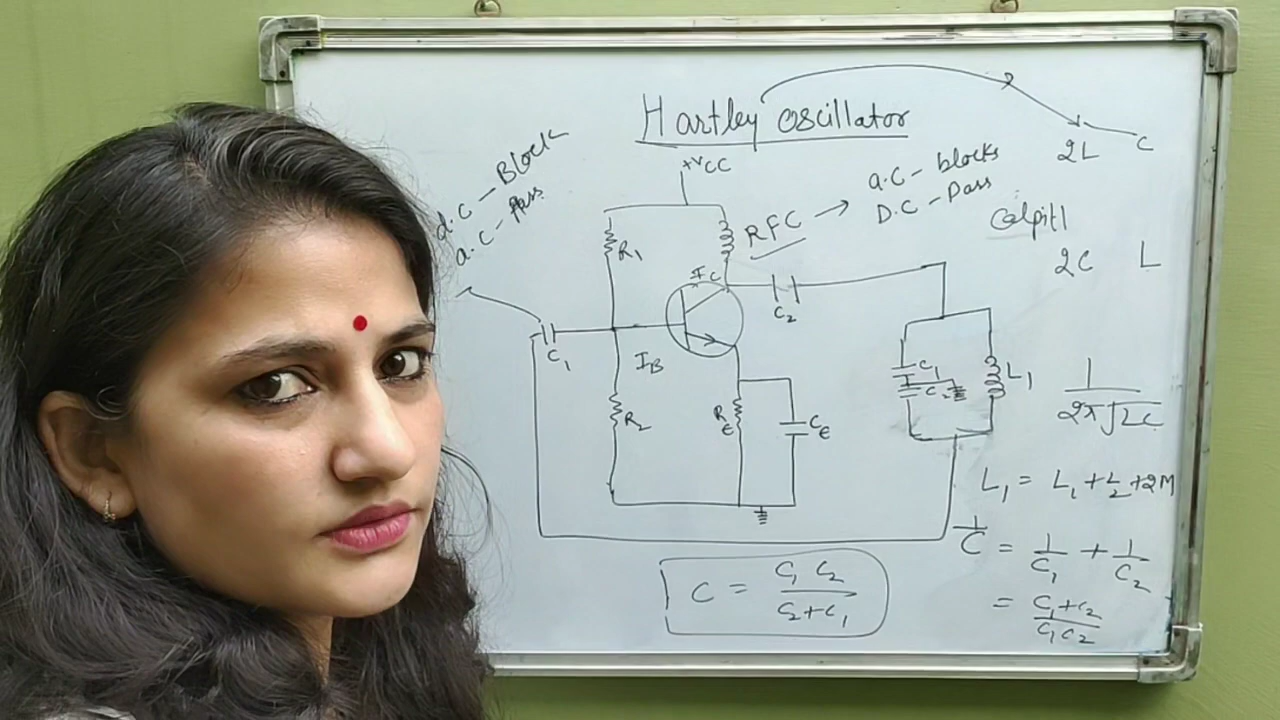 Hartley oscillator
2L C
d.c - Block
a.c - Pass
+VCC
a.c - blocks
D.C - Pass
RFC
Colpitt
2C L
R1
IC
C2
C1
IB
C1
C2
L1
1/2π√LC
R2
RE
CE
L1 = L1 + L2 + 2M
1/C = 1/C1 + 1/C2
= C1+C2/C1C2
C = C1 C2/C2+C1